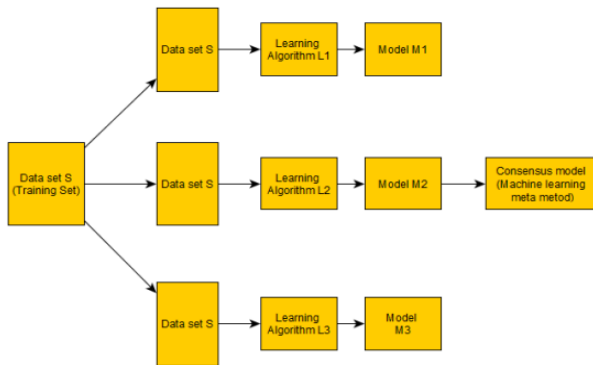 Data set S
Learning
Algorithm L1
Model M1
Data set S
(Training Set)
Data set S
Learning
Algorithm L2
Model M2
Consensus model
(Machine learning
meta metod)
Data set S
Learning
Algorithm L3
Model
M3